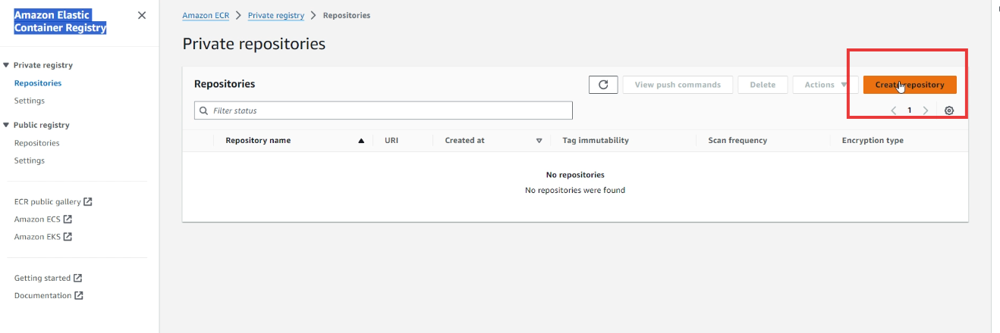 Amazon Elastic
Container Registry
Private registry
Repositories
Settings
Public registry
Repositories
Settings
ECR public gallery
Amazon ECS
Amazon EKS
Getting started
Documentation
Amazon ECR > Private registry > Repositories
Private repositories
Repositories
View push commands Delete Actions Create repository
Filter status
1
Repository name URI Created at Tag immutability Scan frequency Encryption type
No repositories
No repositories were found